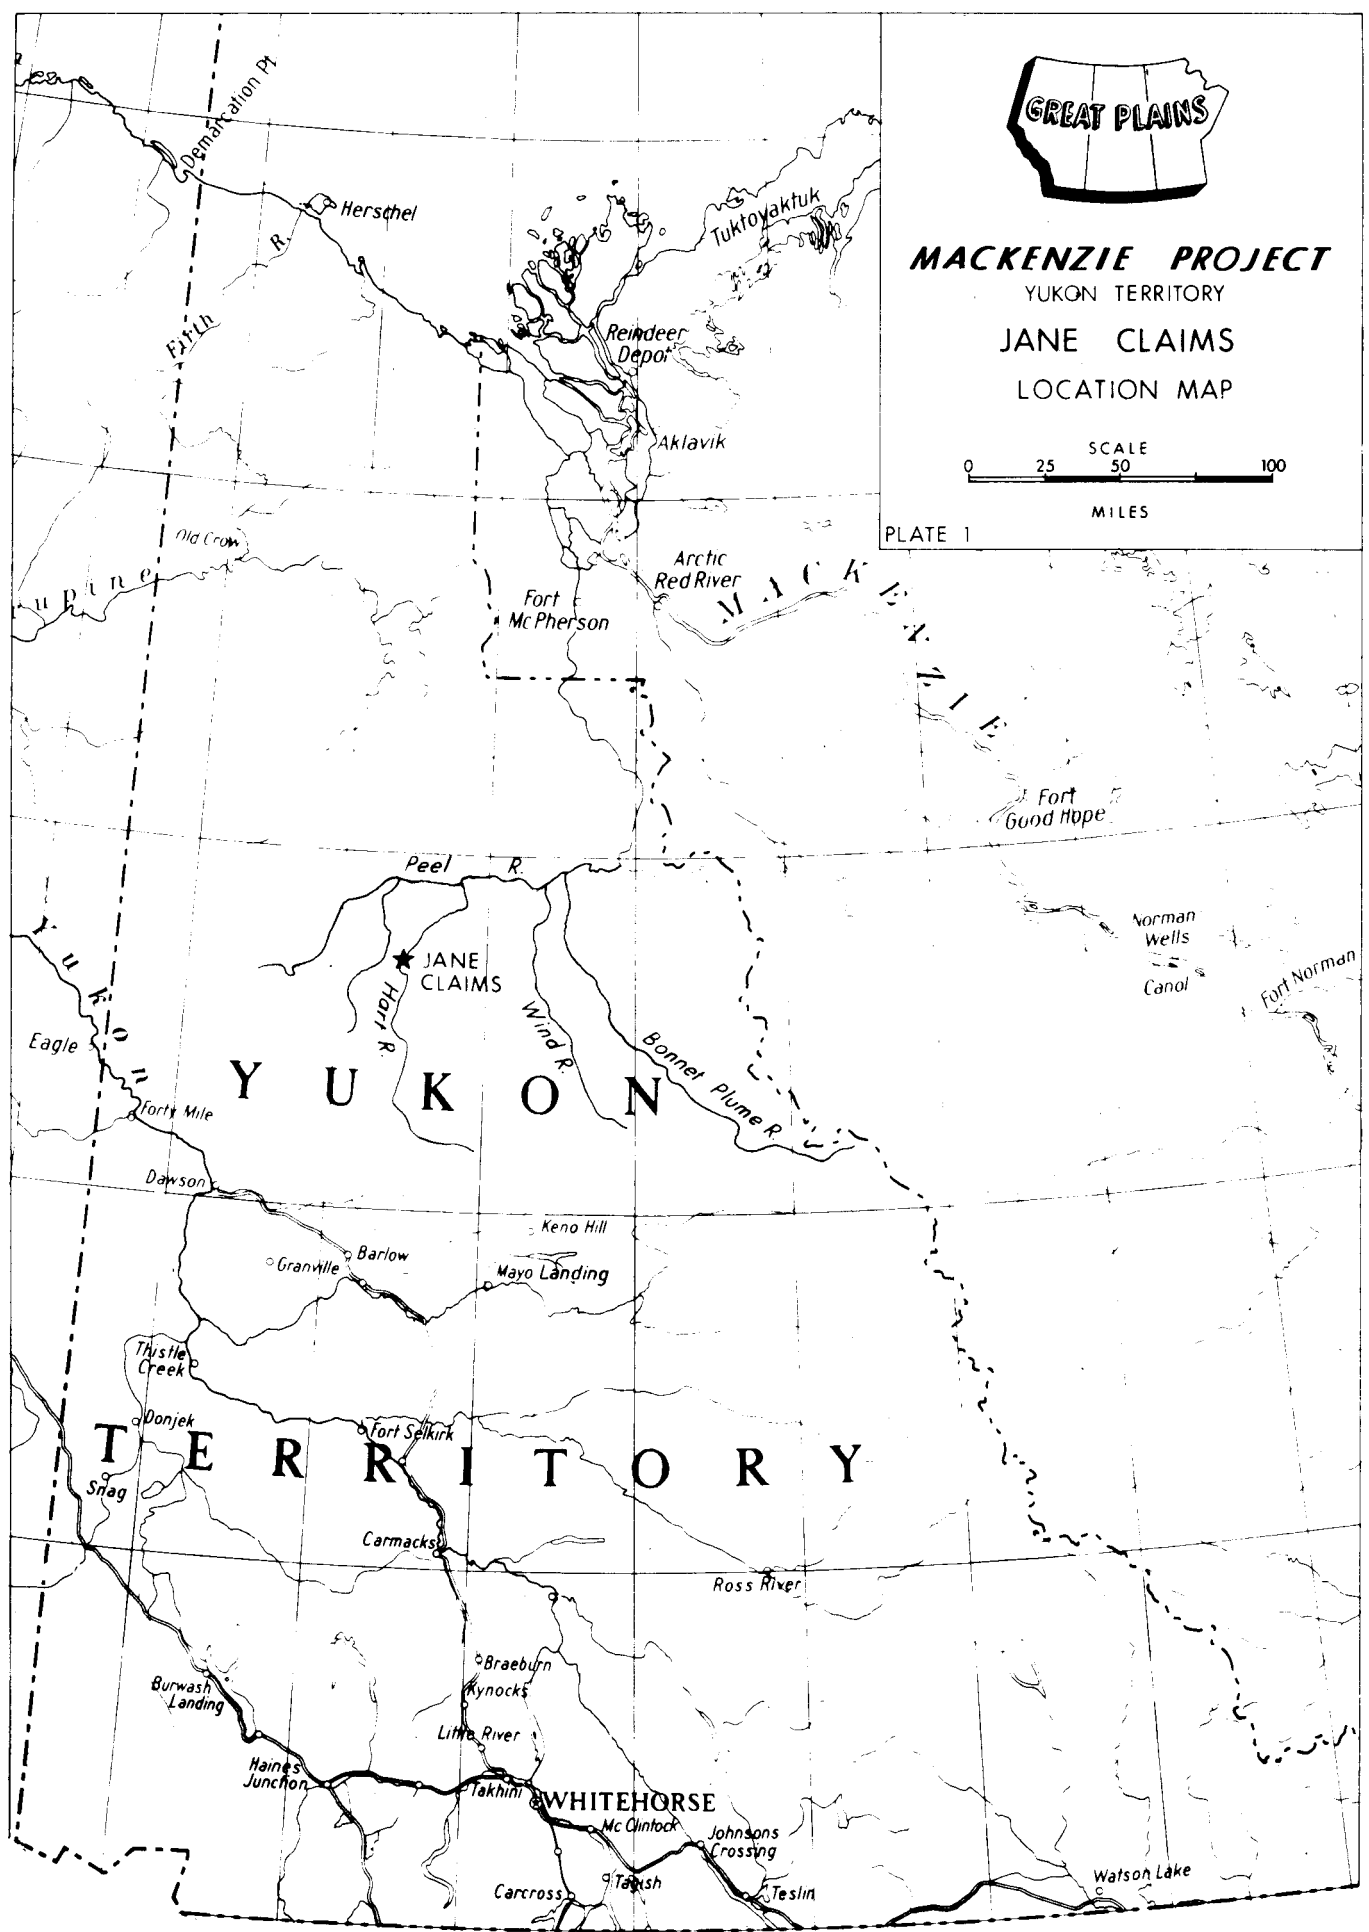 GREAT PLAINS
MACKENZIE PROJECT
YUKON TERRITORY
JANE CLAIMS
LOCATION MAP
SCALE
0 25 50 100
MILES
PLATE 1
Demarcation Pt
Herschel
Tuktoyaktuk
R.
Firth
Reindeer
Depot
Aklavik
Old Crow
upine
Arctic
Red River
MACKENZIE
Fort
McPherson
Fort
Good Hope
Peel R.
Norman
Wells
Canol
Fort Norman
JANE
CLAIMS
Hart R.
Wind R.
Bonnet Plume R.
Yukon
Eagle
YUKON
Forty Mile
Dawson
Keno Hill
Barlow
Granville
Mayo Landing
Thistle
Creek
Donjek
Fort Selkirk
TERRITORY
Snag
Carmacks
Ross River
Braeburn
Kynocks
Burwash
Landing
Little River
Haines
Junction
Takhini
WHITEHORSE
Mc Clintock
Johnsons
Crossing
Tagish
Carcross
Teslin
Watson Lake